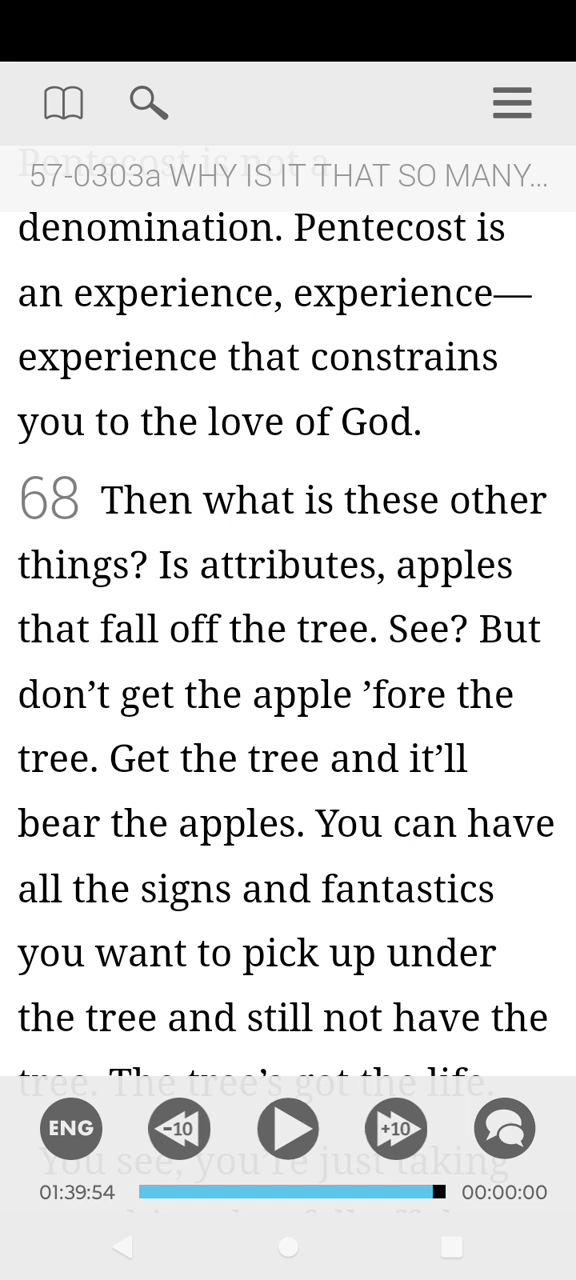 Pentecost is not a
57-0303a WHY IS IT THAT SO MANY...
denomination. Pentecost is
an experience, experience—
experience that constrains
you to the love of God.
68 Then what is these other
things? Is attributes, apples
that fall off the tree. See? But
don’t get the apple ’fore the
tree. Get the tree and it’ll
bear the apples. You can have
all the signs and fantastics
you want to pick up under
the tree and still not have the
tree. The tree’s got the life.
ENG -10 +10
You see, you’re just taking
01:39:54 00:00:00